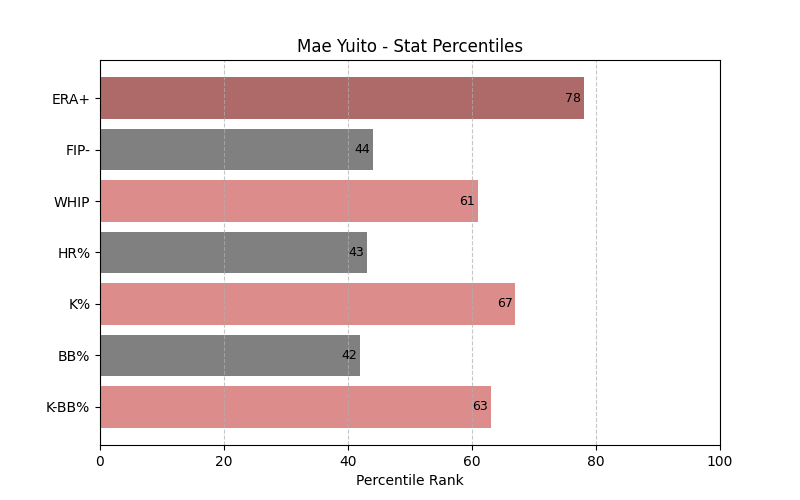 Mae Yuito - Stat Percentiles
ERA+ 78
FIP- 44
WHIP 61
HR% 43
K% 67
BB% 42
K-BB% 63
0 20 40 60 80 100
Percentile Rank